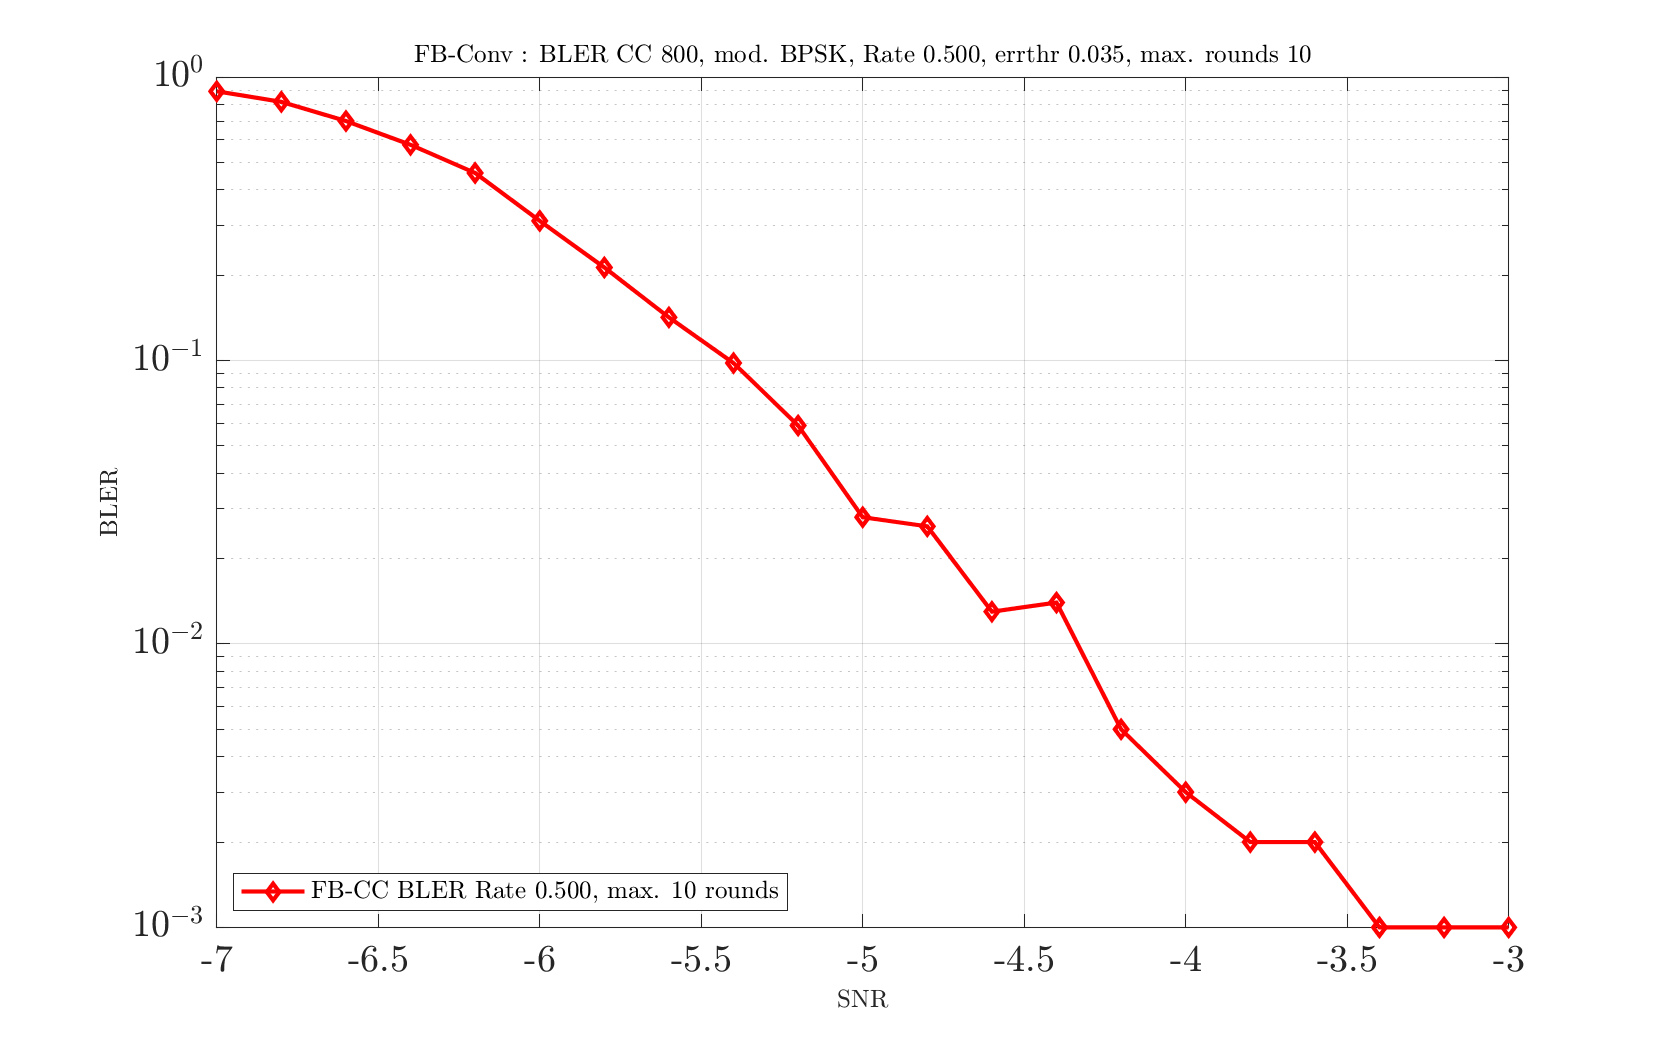 FB-Conv : BLER CC 800, mod. BPSK, Rate 0.500, errthr 0.035, max. rounds 10
10^0
10^{-1}
10^{-2}
10^{-3}
BLER
FB-CC BLER Rate 0.500, max. 10 rounds
-7 -6.5 -6 -5.5 -5 -4.5 -4 -3.5 -3
SNR